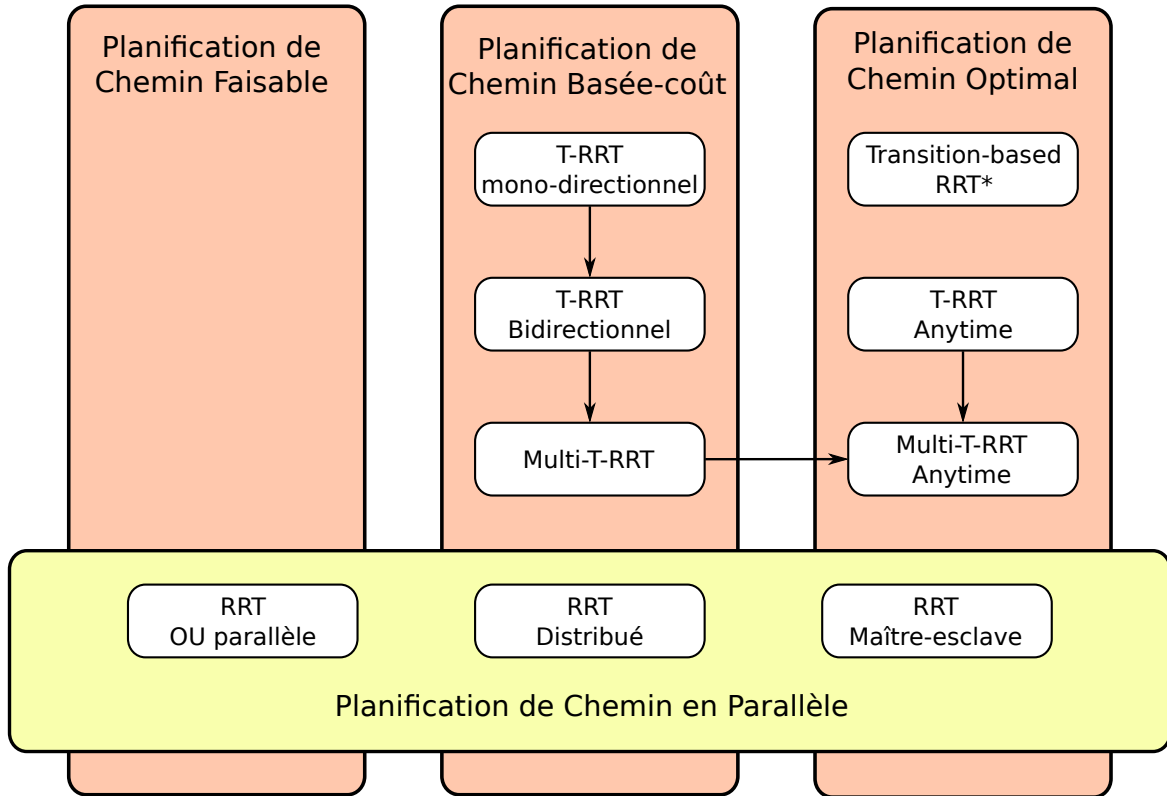 Planification de
Chemin Faisable
Planification de
Chemin Basée-coût
Planification de
Chemin Optimal
T-RRT
mono-directionnel
Transition-based
RRT*
T-RRT
Bidirectionnel
T-RRT
Anytime
Multi-T-RRT
Multi-T-RRT
Anytime
RRT
OU parallèle
RRT
Distribué
RRT
Maître-esclave
Planification de Chemin en Parallèle